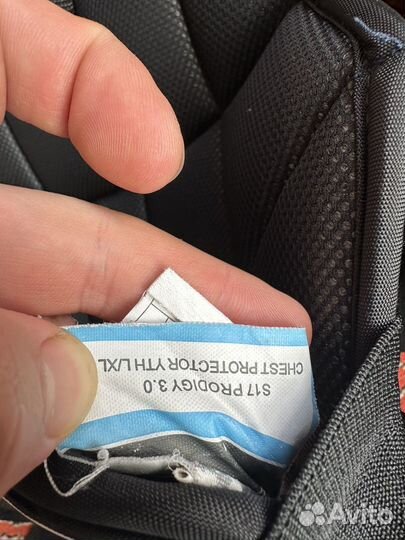 S17 PRODIGY 3.0
CHEST PROTECTOR YTH L/XL
Avito